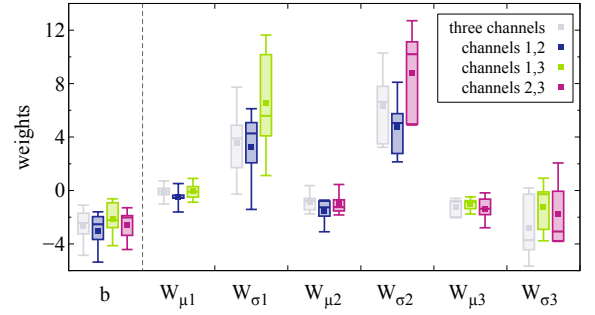 weights
12
8
4
0
−4
three channels
channels 1,2
channels 1,3
channels 2,3
b Wμ1 Wσ1 Wμ2 Wσ2 Wμ3 Wσ3